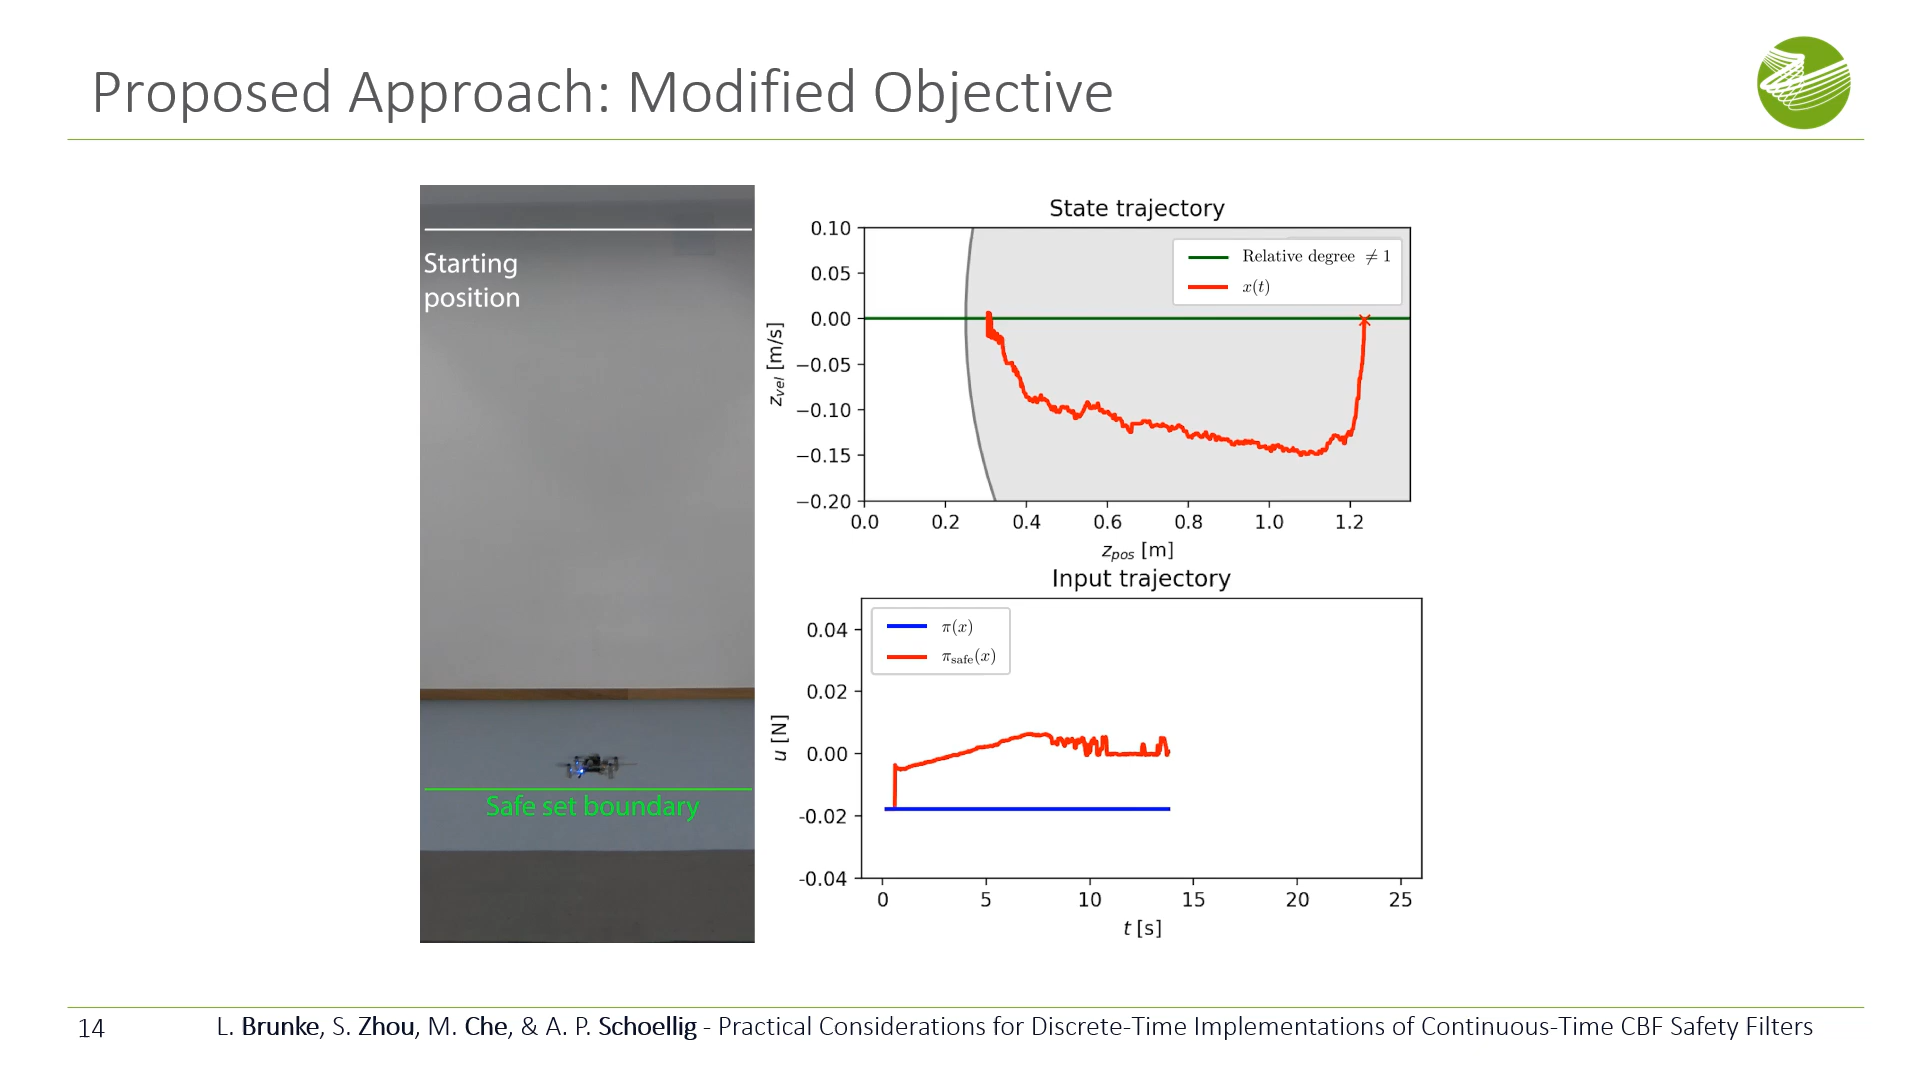 Proposed Approach: Modified Objective
Starting
position
Safe set boundary
State trajectory
0.10
0.05
0.00
−0.05
−0.10
−0.15
−0.20
z_vel [m/s]
Relative degree ≠ 1
x(t)
0.0 0.2 0.4 0.6 0.8 1.0 1.2
z_pos [m]
Input trajectory
0.04
0.02
0.00
-0.02
-0.04
u [N]
π(x)
π_safe(x)
0 5 10 15 20 25
t [s]
14 L. Brunke, S. Zhou, M. Che, & A. P. Schoellig - Practical Considerations for Discrete-Time Implementations of Continuous-Time CBF Safety Filters